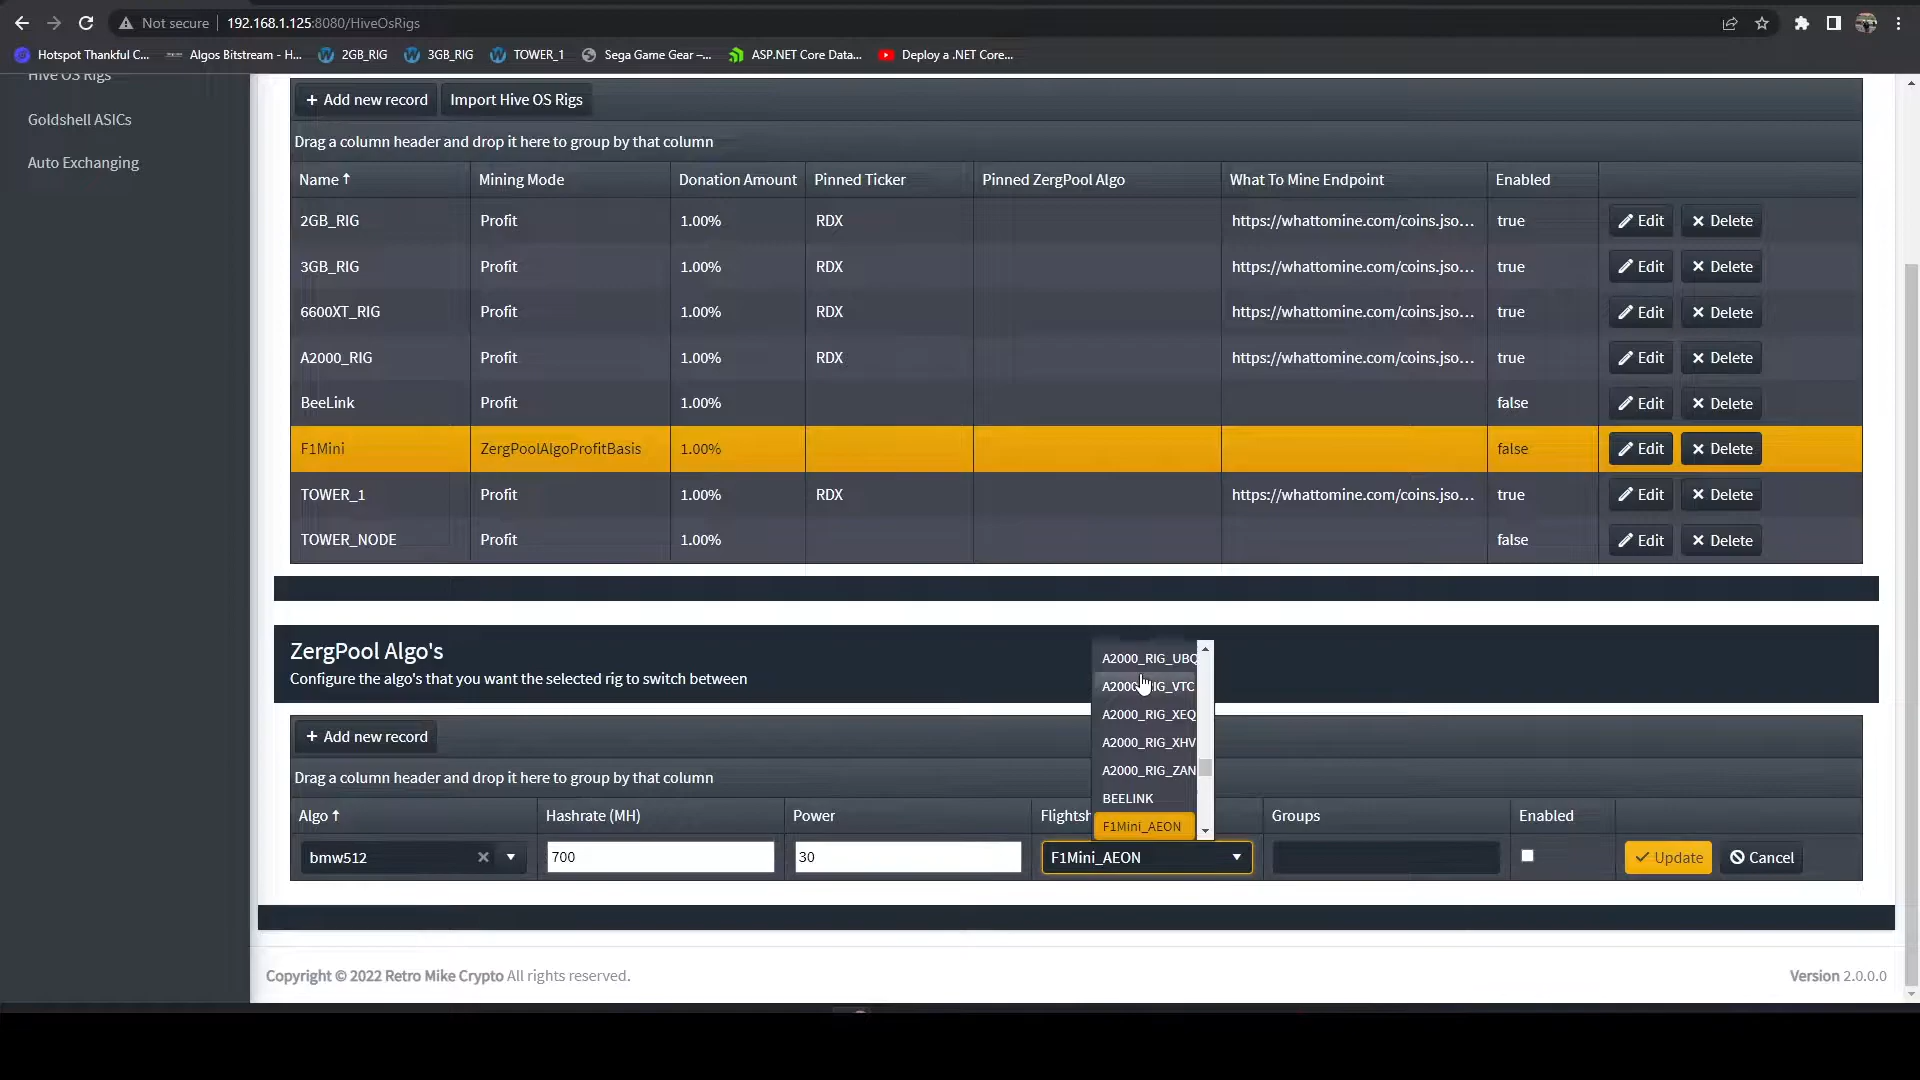 Not secure 192.168.1.125:8080/HiveOsRigs
Hotspot Thankful C... Algos Bitstream - H... 2GB_RIG 3GB_RIG TOWER_1 Sega Game Gear –... ASP.NET Core Data... Deploy a .NET Core...
Hive OS Rigs
Goldshell ASICs
Auto Exchanging
+ Add new record Import Hive OS Rigs
Drag a column header and drop it here to group by that column
Name Mining Mode Donation Amount Pinned Ticker Pinned ZergPool Algo What To Mine Endpoint Enabled
2GB_RIG Profit 1.00% RDX https://whattomine.com/coins.jso... true Edit Delete
3GB_RIG Profit 1.00% RDX https://whattomine.com/coins.jso... true Edit Delete
6600XT_RIG Profit 1.00% RDX https://whattomine.com/coins.jso... true Edit Delete
A2000_RIG Profit 1.00% RDX https://whattomine.com/coins.jso... true Edit Delete
BeeLink Profit 1.00% false Edit Delete
F1Mini ZergPoolAlgoProfitBasis 1.00% false Edit Delete
TOWER_1 Profit 1.00% RDX https://whattomine.com/coins.jso... true Edit Delete
TOWER_NODE Profit 1.00% false Edit Delete
ZergPool Algo's
Configure the algo's that you want the selected rig to switch between
A2000_RIG_UBQ
A2000_RIG_VTC
A2000_RIG_XEQ
A2000_RIG_XHV
A2000_RIG_ZAN
BEELINK
F1Mini_AEON
+ Add new record
Drag a column header and drop it here to group by that column
Algo Hashrate (MH) Power Flightsh Groups Enabled
bmw512 700 30 F1Mini_AEON Update Cancel
Copyright © 2022 Retro Mike Crypto All rights reserved.
Version 2.0.0.0